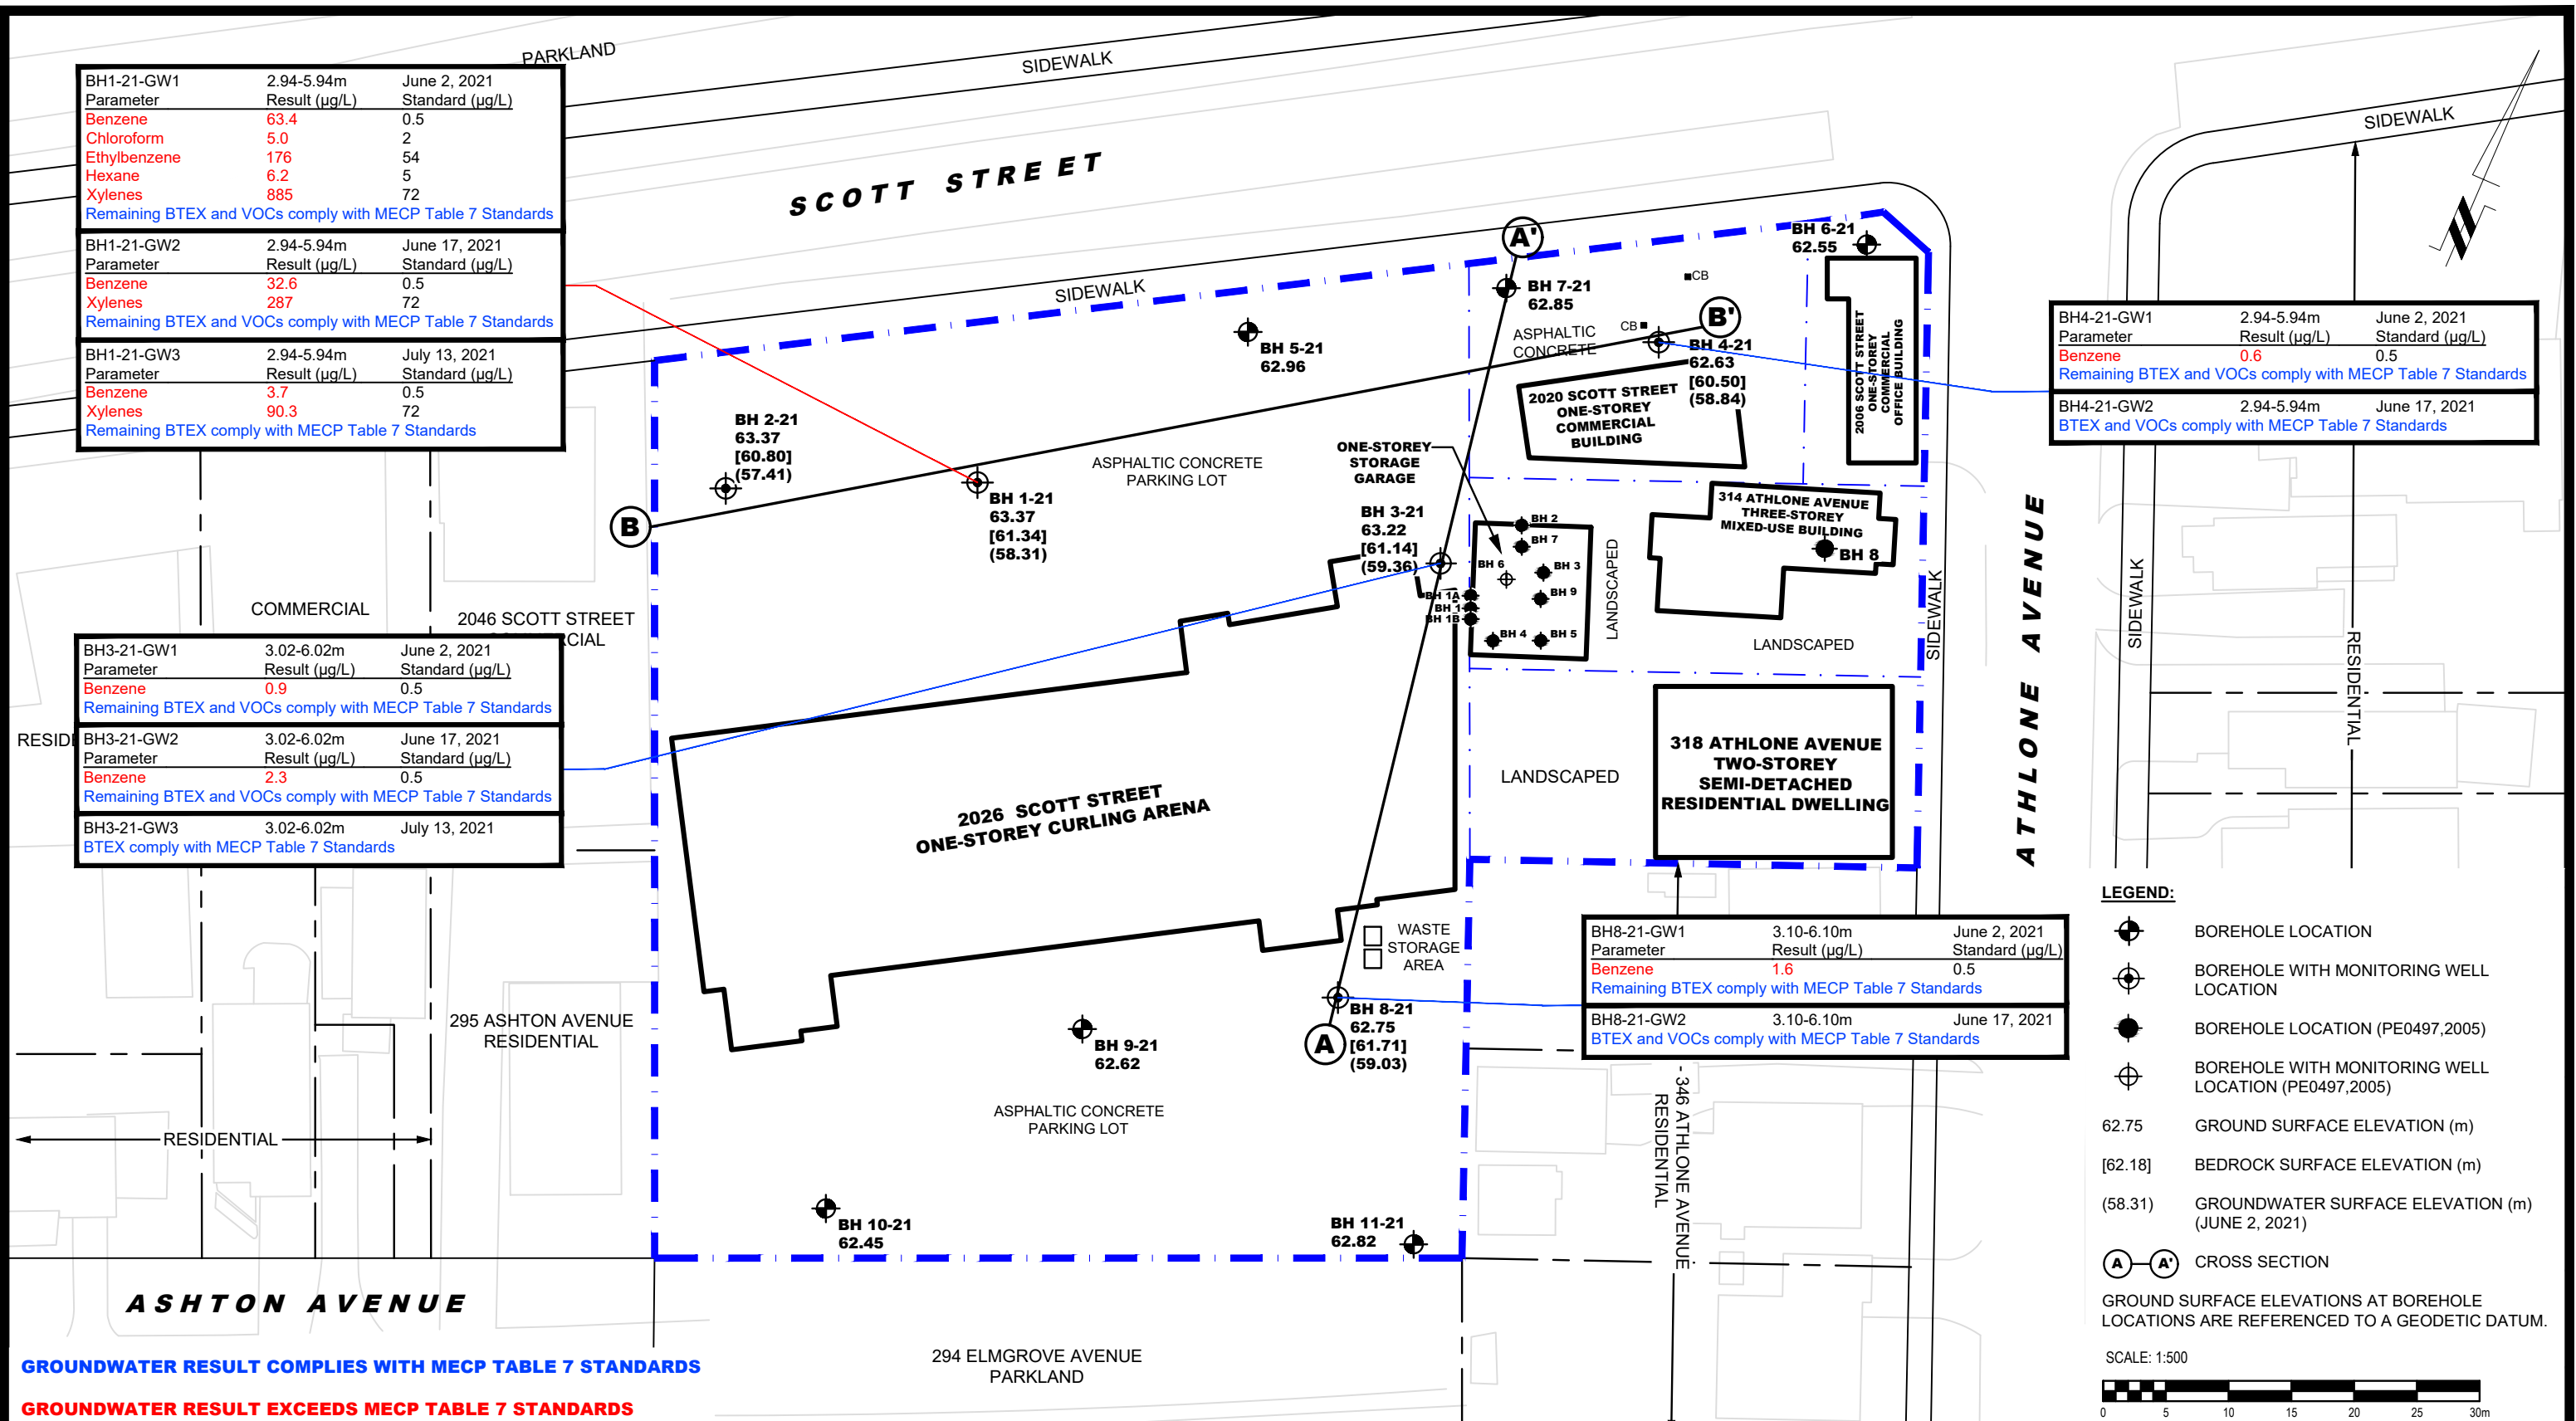 PARKLAND
SIDEWALK
SCOTT STREET
SIDEWALK
SIDEWALK
BH1-21-GW1 2.94-5.94m June 2, 2021
Parameter Result (µg/L) Standard (µg/L)
Benzene 63.4 0.5
Chloroform 5.0 2
Ethylbenzene 176 54
Hexane 6.2 5
Xylenes 885 72
Remaining BTEX and VOCs comply with MECP Table 7 Standards
BH1-21-GW2 2.94-5.94m June 17, 2021
Parameter Result (µg/L) Standard (µg/L)
Benzene 32.6 0.5
Xylenes 287 72
Remaining BTEX and VOCs comply with MECP Table 7 Standards
BH1-21-GW3 2.94-5.94m July 13, 2021
Parameter Result (µg/L) Standard (µg/L)
Benzene 3.7 0.5
Xylenes 90.3 72
Remaining BTEX comply with MECP Table 7 Standards
A'
BH 6-21
62.55
BH 7-21
62.85
CB
CB
B'
ASPHALTIC
CONCRETE
BH 5-21
62.96
BH 4-21
62.63
[60.50]
(58.84)
2006 SCOTT STREET
ONE-STOREY
COMMERCIAL
OFFICE BUILDING
2020 SCOTT STREET
ONE-STOREY
COMMERCIAL
BUILDING
BH4-21-GW1 2.94-5.94m June 2, 2021
Parameter Result (µg/L) Standard (µg/L)
Benzene 0.6 0.5
Remaining BTEX and VOCs comply with MECP Table 7 Standards
BH4-21-GW2 2.94-5.94m June 17, 2021
BTEX and VOCs comply with MECP Table 7 Standards
BH 2-21
63.37
[60.80]
(57.41)
B
BH 1-21
63.37
[61.34]
(58.31)
ASPHALTIC CONCRETE
PARKING LOT
ONE-STOREY
STORAGE
GARAGE
BH 3-21
63.22
[61.14]
(59.36)
BH 2
BH 7
BH 6
BH 3
BH 9
BH 1A
BH 1
BH 1B
BH 4
BH 5
LANDSCAPED
314 ATHLONE AVENUE
THREE-STOREY
MIXED-USE BUILDING
BH 8
LANDSCAPED
SIDEWALK
ATHLONE AVENUE
SIDEWALK
RESIDENTIAL
COMMERCIAL
2046 SCOTT STREET
RCIAL
RESID
BH3-21-GW1 3.02-6.02m June 2, 2021
Parameter Result (µg/L) Standard (µg/L)
Benzene 0.9 0.5
Remaining BTEX and VOCs comply with MECP Table 7 Standards
BH3-21-GW2 3.02-6.02m June 17, 2021
Parameter Result (µg/L) Standard (µg/L)
Benzene 2.3 0.5
Remaining BTEX and VOCs comply with MECP Table 7 Standards
BH3-21-GW3 3.02-6.02m July 13, 2021
BTEX comply with MECP Table 7 Standards
2026 SCOTT STREET
ONE-STOREY CURLING ARENA
LANDSCAPED
318 ATHLONE AVENUE
TWO-STOREY
SEMI-DETACHED
RESIDENTIAL DWELLING
WASTE
STORAGE
AREA
BH8-21-GW1 3.10-6.10m June 2, 2021
Parameter Result (µg/L) Standard (µg/L)
Benzene 1.6 0.5
Remaining BTEX comply with MECP Table 7 Standards
BH8-21-GW2 3.10-6.10m June 17, 2021
BTEX and VOCs comply with MECP Table 7 Standards
295 ASHTON AVENUE
RESIDENTIAL
BH 9-21
62.62
A
BH 8-21
62.75
[61.71]
(59.03)
ASPHALTIC CONCRETE
PARKING LOT
RESIDENTIAL
- 346 ATHLONE AVENUE
RESIDENTIAL
BH 10-21
62.45
BH 11-21
62.82
ASHTON AVENUE
294 ELMGROVE AVENUE
PARKLAND
GROUNDWATER RESULT COMPLIES WITH MECP TABLE 7 STANDARDS
GROUNDWATER RESULT EXCEEDS MECP TABLE 7 STANDARDS
LEGEND:
BOREHOLE LOCATION
BOREHOLE WITH MONITORING WELL
LOCATION
BOREHOLE LOCATION (PE0497,2005)
BOREHOLE WITH MONITORING WELL
LOCATION (PE0497,2005)
62.75 GROUND SURFACE ELEVATION (m)
[62.18] BEDROCK SURFACE ELEVATION (m)
(58.31) GROUNDWATER SURFACE ELEVATION (m)
(JUNE 2, 2021)
A A' CROSS SECTION
GROUND SURFACE ELEVATIONS AT BOREHOLE
LOCATIONS ARE REFERENCED TO A GEODETIC DATUM.
SCALE: 1:500
0 5 10 15 20 25 30m